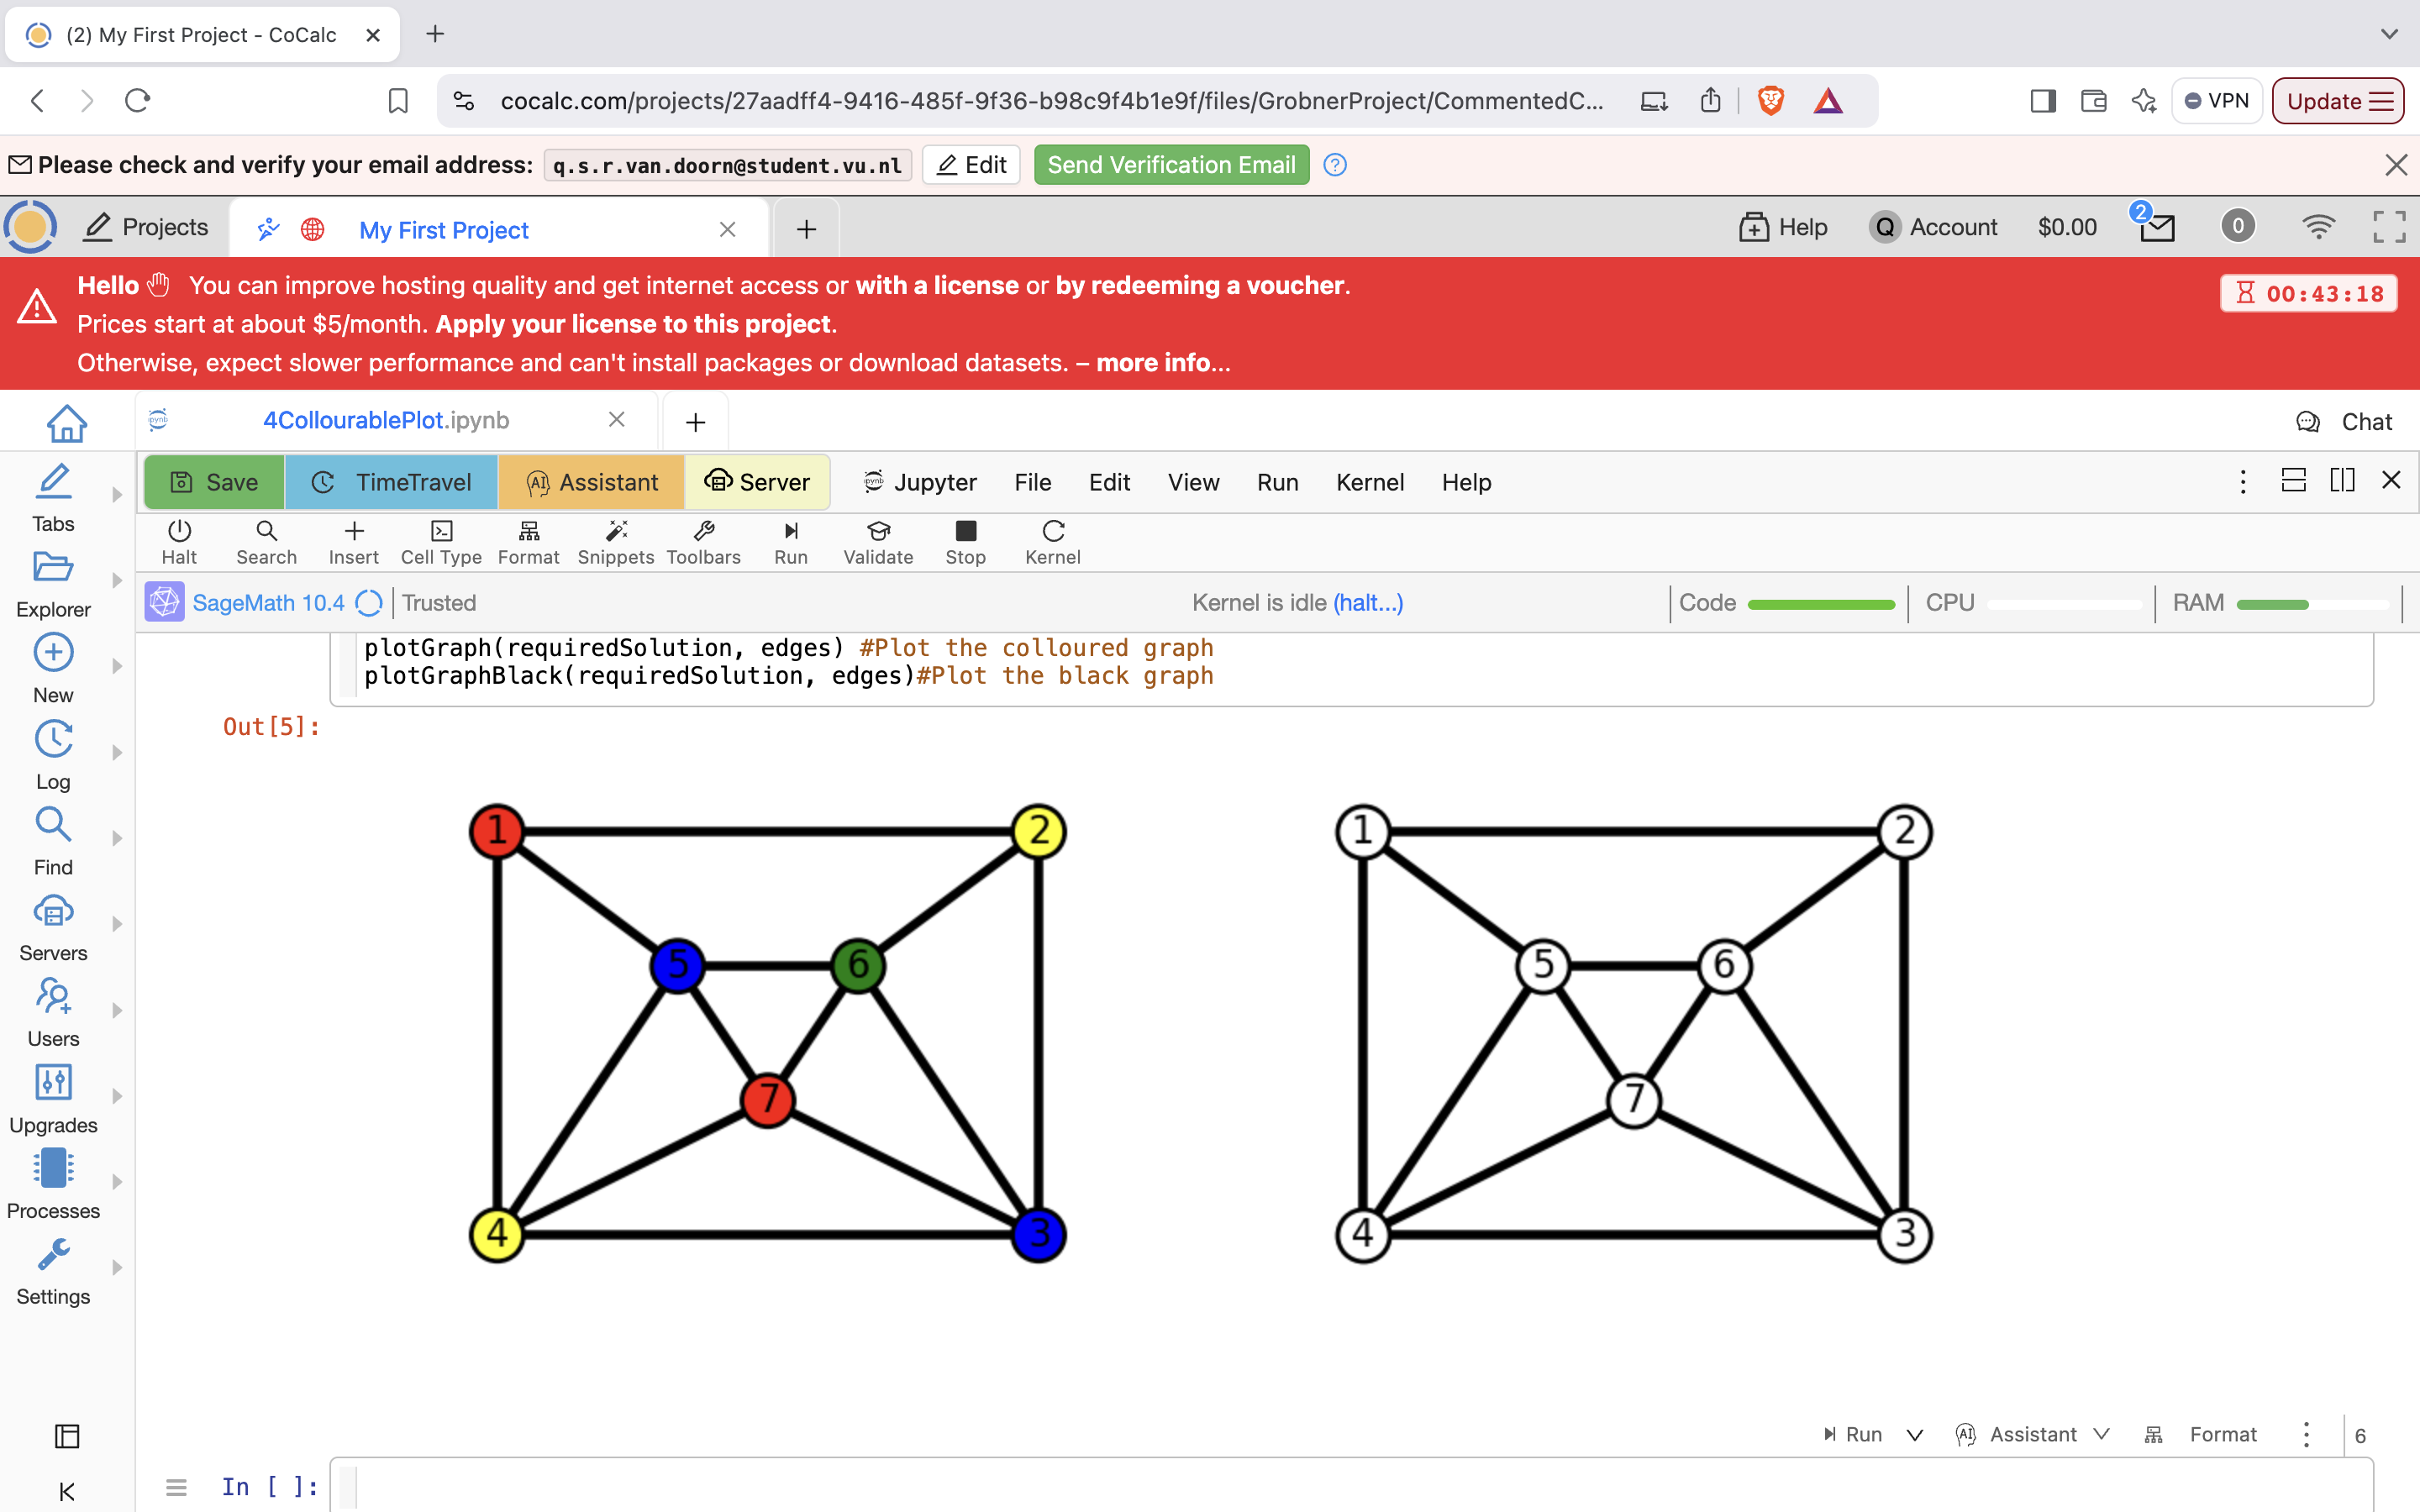 (2) My First Project - CoCalc
cocalc.com/projects/27aadff4-9416-485f-9f36-b98c9f4b1e9f/files/GrobnerProject/CommentedC...
VPN
Update
Please check and verify your email address: q.s.r.van.doorn@student.vu.nl Edit Send Verification Email ?
Projects
My First Project
Help
Q Account
$0.00
2
0
Hello You can improve hosting quality and get internet access or with a license or by redeeming a voucher.
Prices start at about $5/month. Apply your license to this project.
Otherwise, expect slower performance and can't install packages or download datasets. – more info...
00:43:18
4CollourablePlot.ipynb
Chat
Save TimeTravel AI Assistant Server Jupyter File Edit View Run Kernel Help
Halt Search Insert Cell Type Format Snippets Toolbars Run Validate Stop Kernel
SageMath 10.4 Trusted
Kernel is idle (halt...)
Code CPU RAM
Tabs
Explorer
New
Log
Find
Servers
Users
Upgrades
Processes
Settings
plotGraph(requiredSolution, edges) #Plot the colloured graph
plotGraphBlack(requiredSolution, edges)#Plot the black graph
Out[5]:
1 2
5 6
7
4 3
1 2
5 6
7
4 3
Run AI Assistant Format 6
In [ ]: